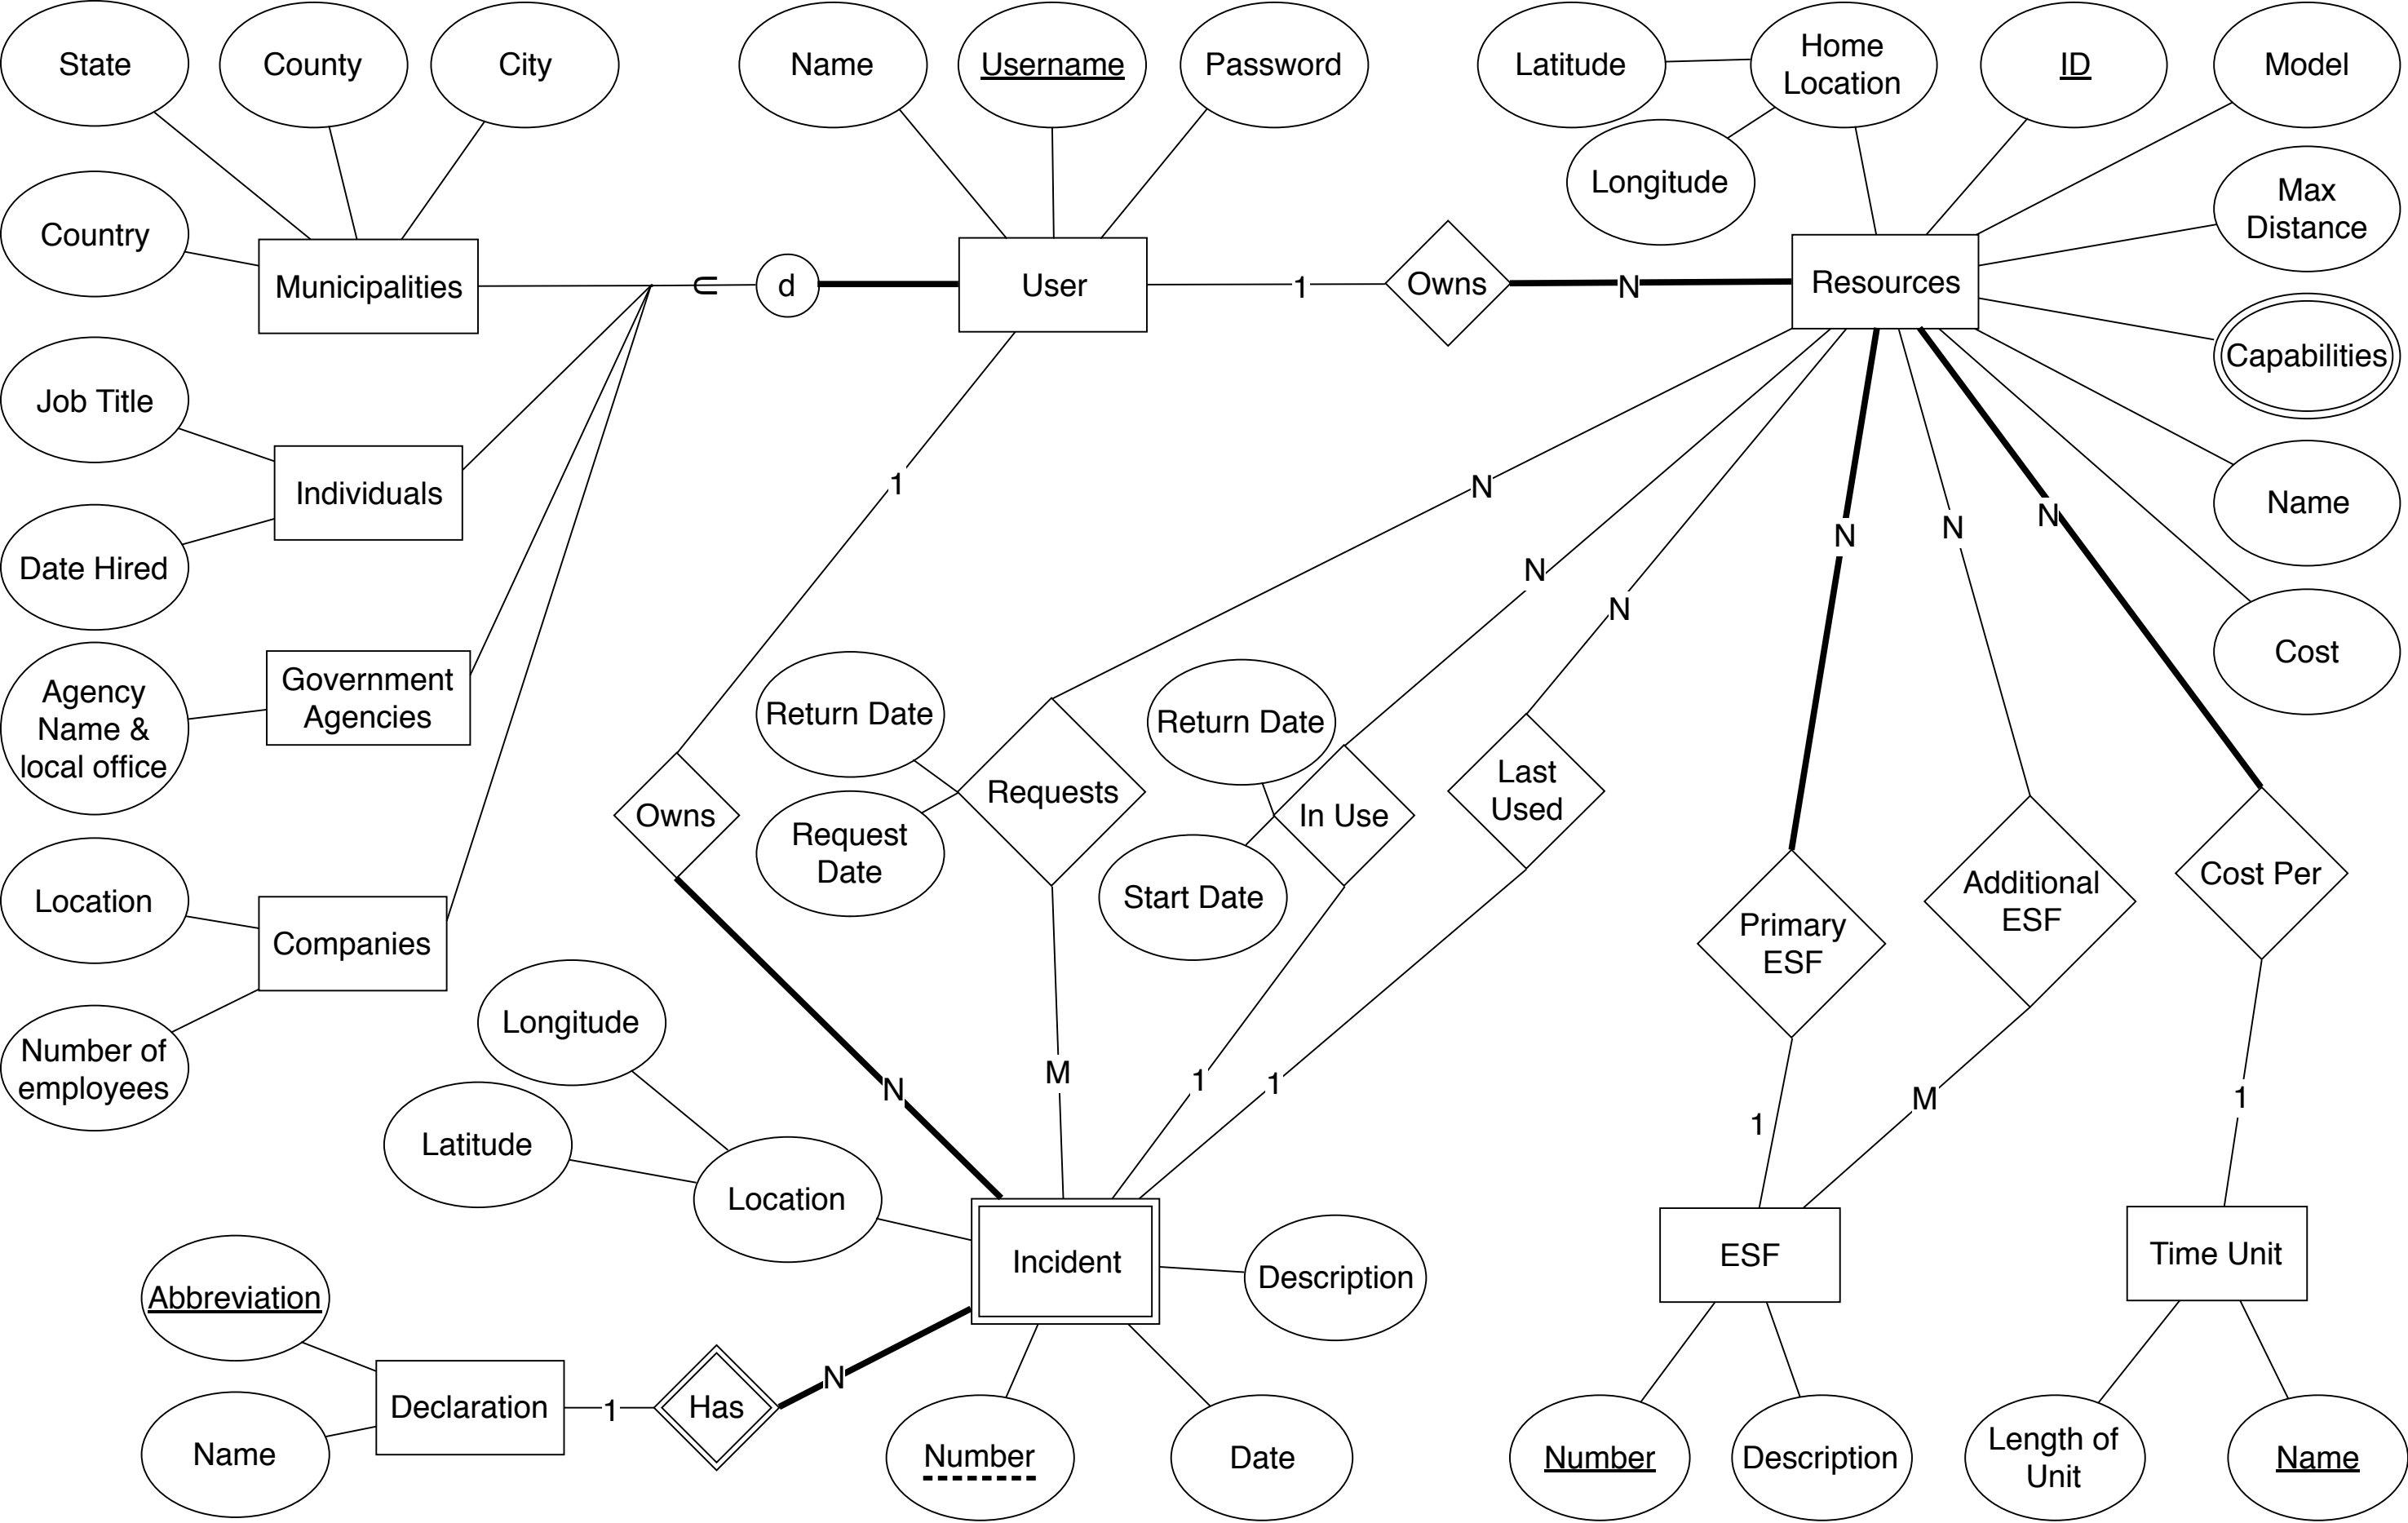 State
County
City
Name
Username
Password
Latitude
Home
Location
ID
Model
Longitude
Max
Distance
Country
Municipalities
⋹
d
User
1
Owns
N
Resources
Capabilities
Job Title
Individuals
Date Hired
1
N
N
N
N
N
N
Name
Cost
Agency
Name &
local office
Government
Agencies
Return Date
Requests
Request
Date
Return Date
In Use
Start Date
Last
Used
Owns
Primary
ESF
Additional
ESF
Cost Per
Location
Companies
Number of
employees
Longitude
Latitude
Location
N
M
1
1
1
M
1
Incident
Description
ESF
Time Unit
Abbreviation
Declaration
Name
1
Has
N
Number
Date
Number
Description
Length of
Unit
Name